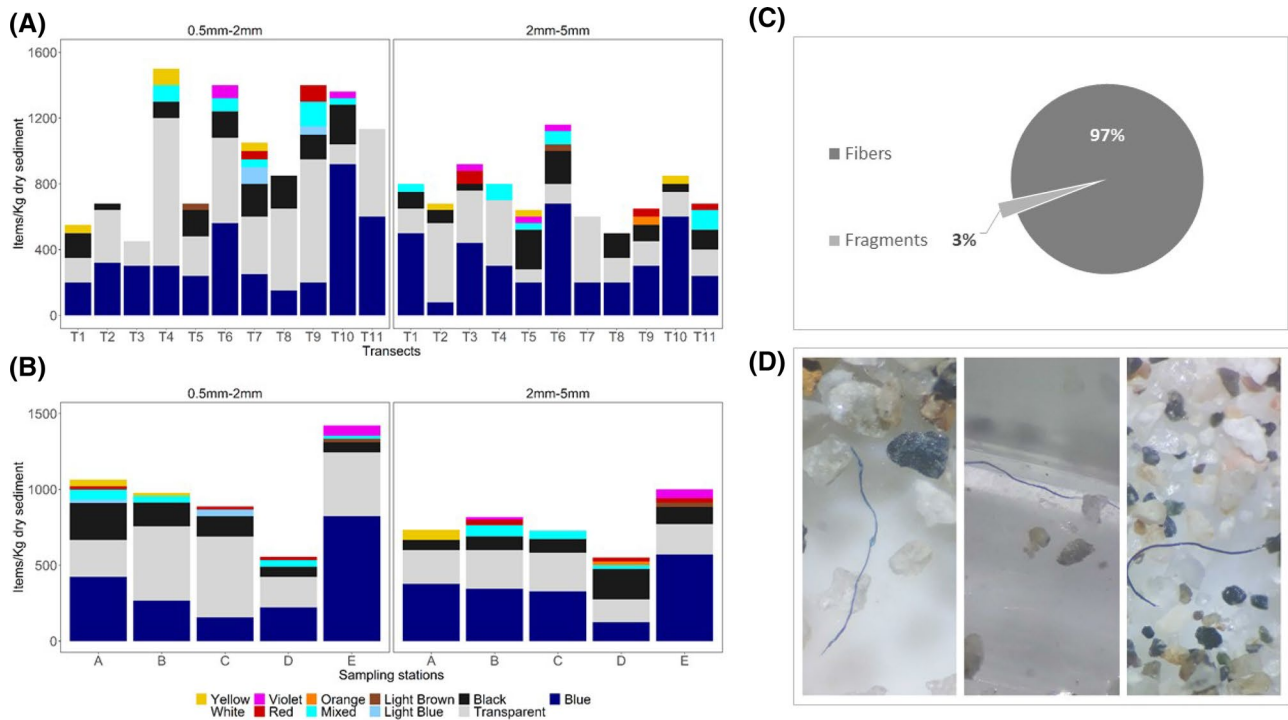 (A)
0.5mm-2mm
2mm-5mm
Items/Kg dry sediment
1600
1200
800
400
0
T1 T2 T3 T4 T5 T6 T7 T8 T9 T10 T11
T1 T2 T3 T4 T5 T6 T7 T8 T9 T10 T11
Transects
(B)
0.5mm-2mm
2mm-5mm
Items/Kg dry sediment
1500
1000
500
0
A B C D E
A B C D E
Sampling stations
Yellow Violet Orange Light Brown Black Blue
White Red Mixed Light Blue Transparent
(C)
97%
Fibers
Fragments 3%
(D)